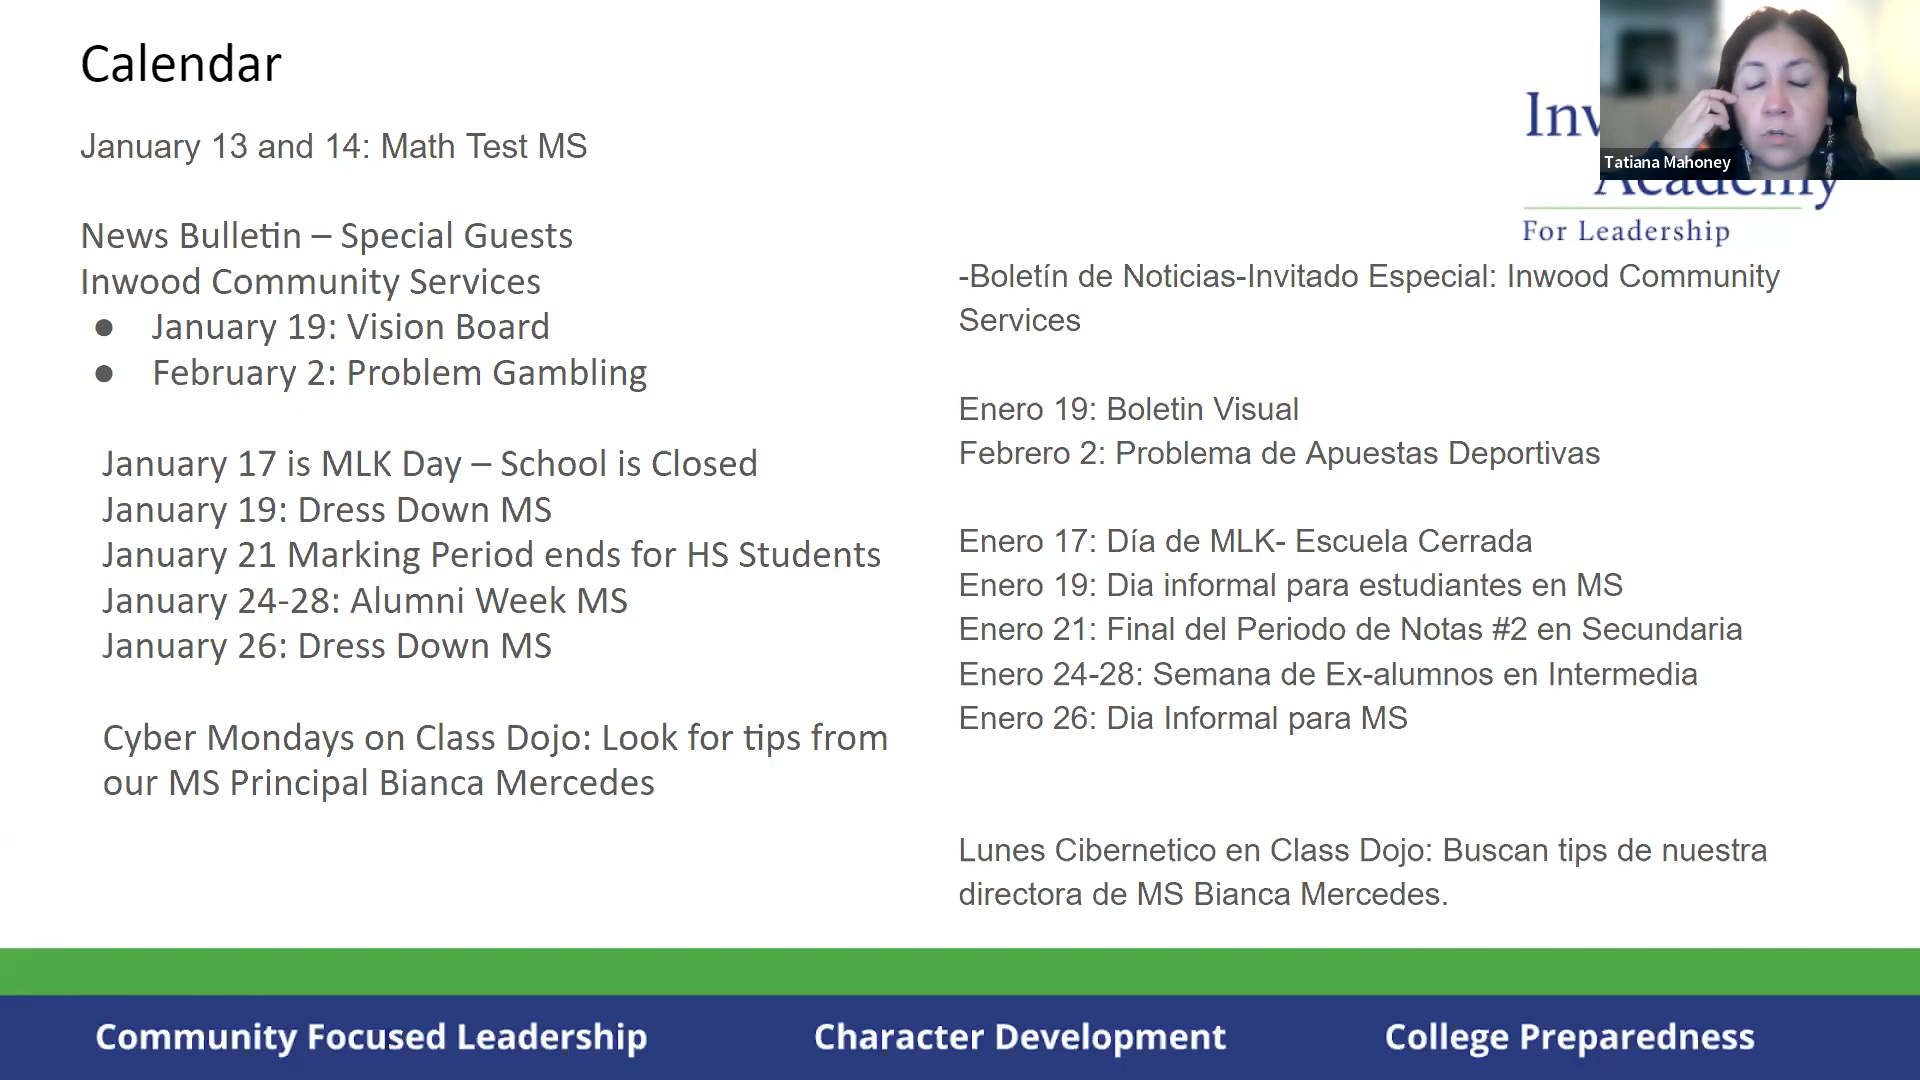 Calendar
January 13 and 14: Math Test MS
News Bulletin – Special Guests
Inwood Community Services
● January 19: Vision Board
● February 2: Problem Gambling
January 17 is MLK Day – School is Closed
January 19: Dress Down MS
January 21 Marking Period ends for HS Students
January 24-28: Alumni Week MS
January 26: Dress Down MS
Cyber Mondays on Class Dojo: Look for tips from
our MS Principal Bianca Mercedes
Tatiana Mahoney
Academy
For Leadership
-Boletín de Noticias-Invitado Especial: Inwood Community
Services
Enero 19: Boletin Visual
Febrero 2: Problema de Apuestas Deportivas
Enero 17: Día de MLK- Escuela Cerrada
Enero 19: Dia informal para estudiantes en MS
Enero 21: Final del Periodo de Notas #2 en Secundaria
Enero 24-28: Semana de Ex-alumnos en Intermedia
Enero 26: Dia Informal para MS
Lunes Cibernetico en Class Dojo: Buscan tips de nuestra
directora de MS Bianca Mercedes.
Community Focused Leadership
Character Development
College Preparedness